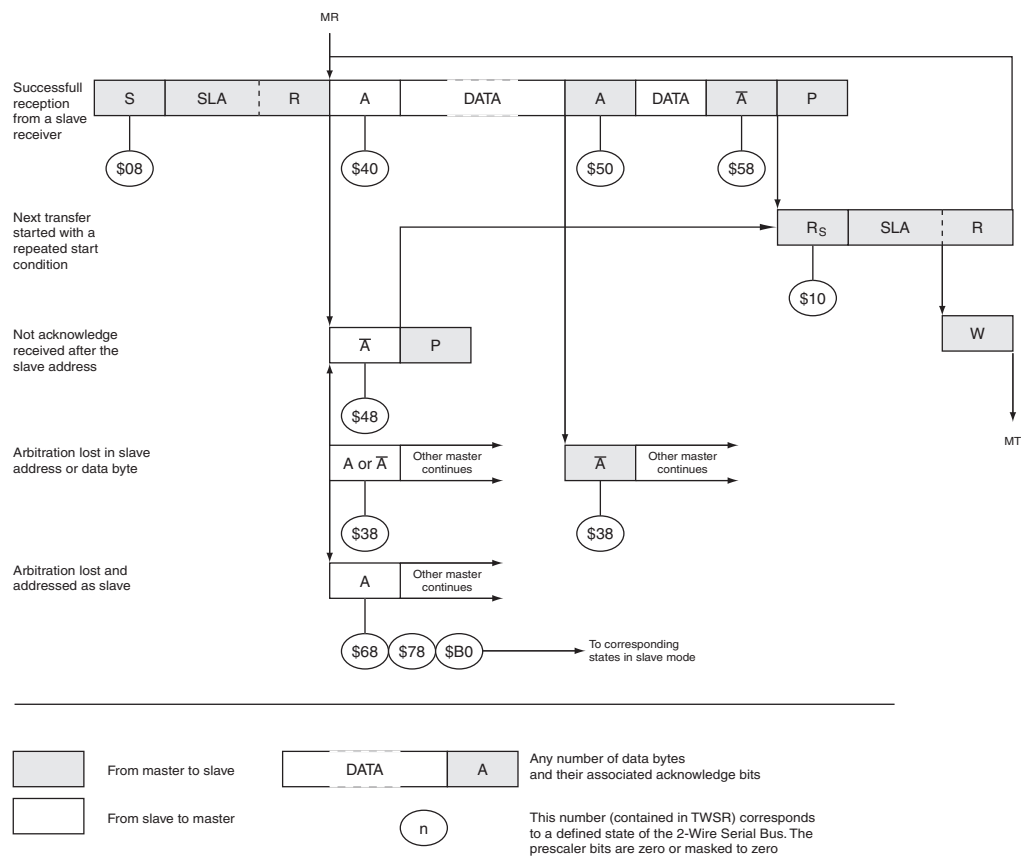 MR
Successfull
reception
from a slave
receiver
S SLA R A DATA A DATA A̅ P
$08 $40 $50 $58
Next transfer
started with a
repeated start
condition
RS SLA R
$10
Not acknowledge
received after the
slave address
A̅ P
W
$48
MT
Arbitration lost in slave
address or data byte
A or A̅ Other master
continues
A̅ Other master
continues
$38 $38
Arbitration lost and
addressed as slave
A Other master
continues
$68 $78 $B0
To corresponding
states in slave mode
From master to slave
DATA A
Any number of data bytes
and their associated acknowledge bits
From slave to master
n
This number (contained in TWSR) corresponds
to a defined state of the 2-Wire Serial Bus. The
prescaler bits are zero or masked to zero